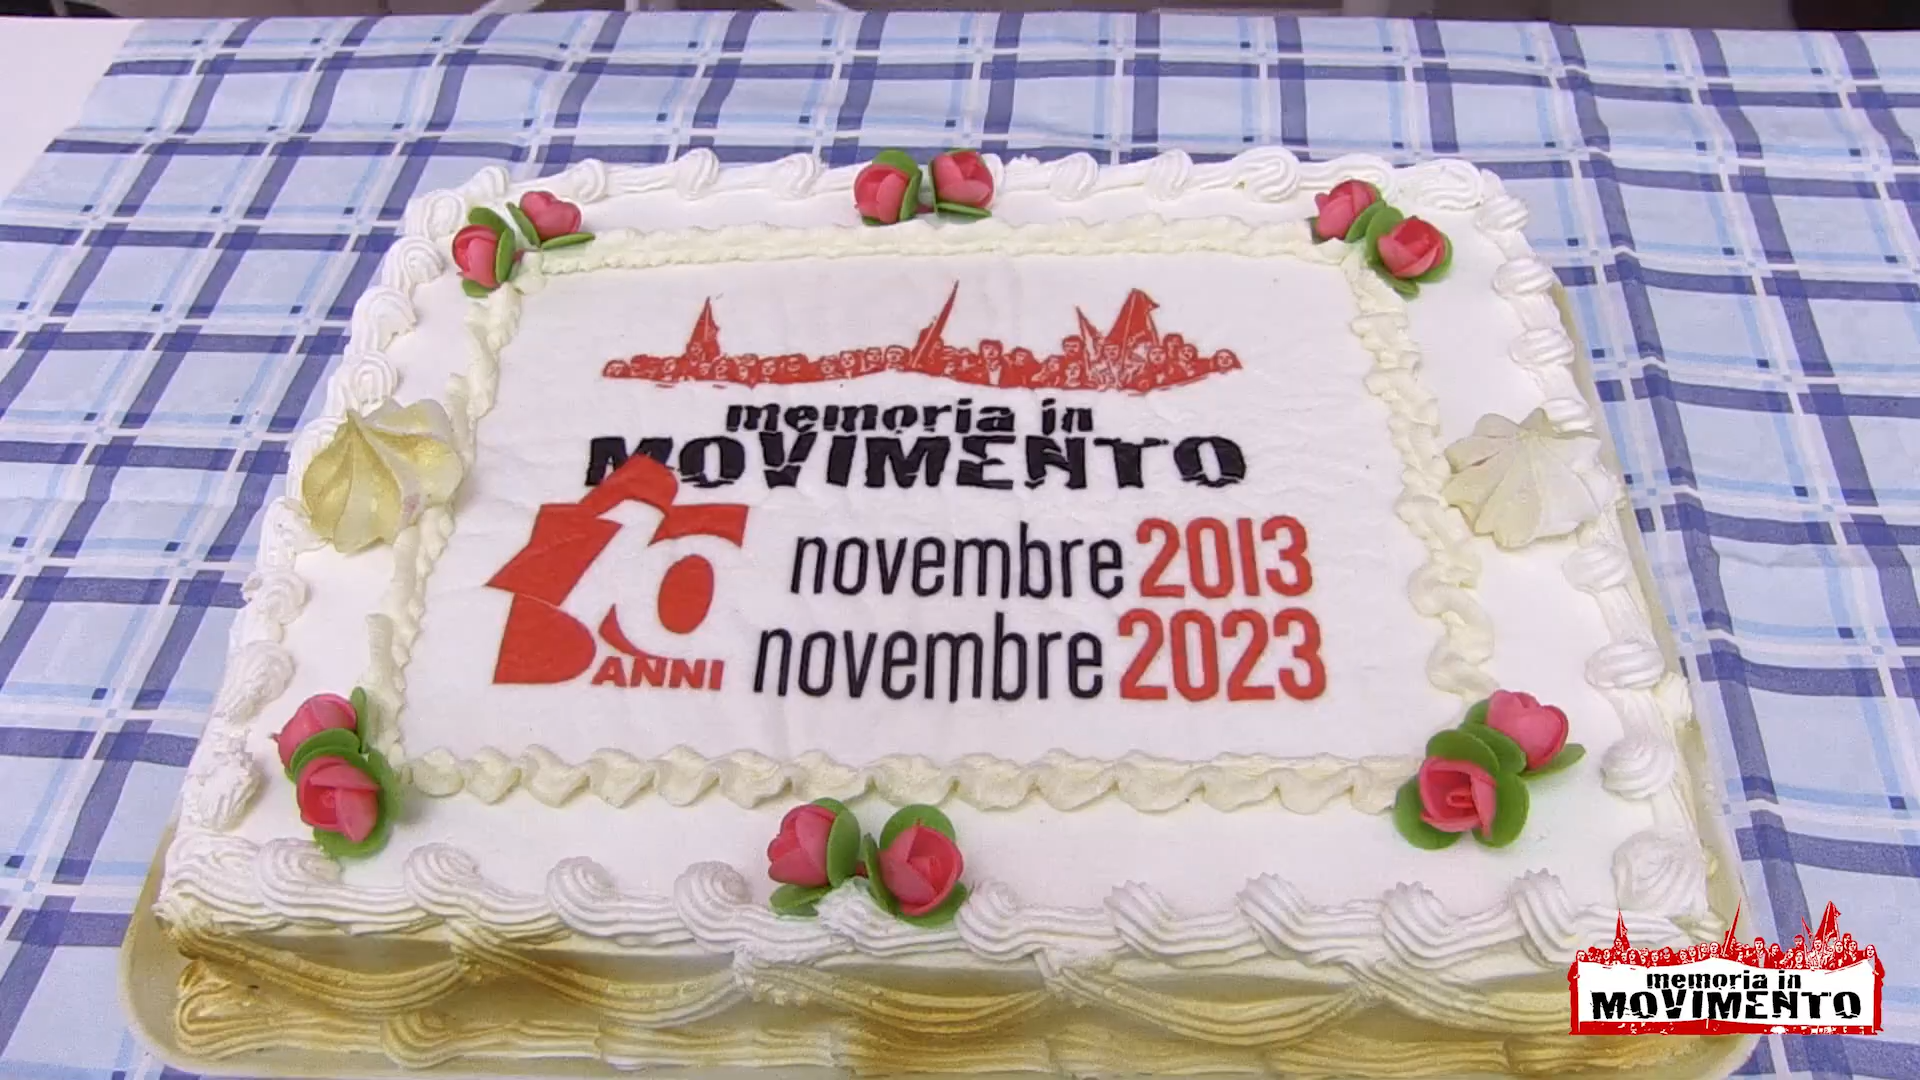 memoria in
MOVIMENTO
10
ANNI
novembre 2013
novembre 2023
memoria in
MOVIMENTO